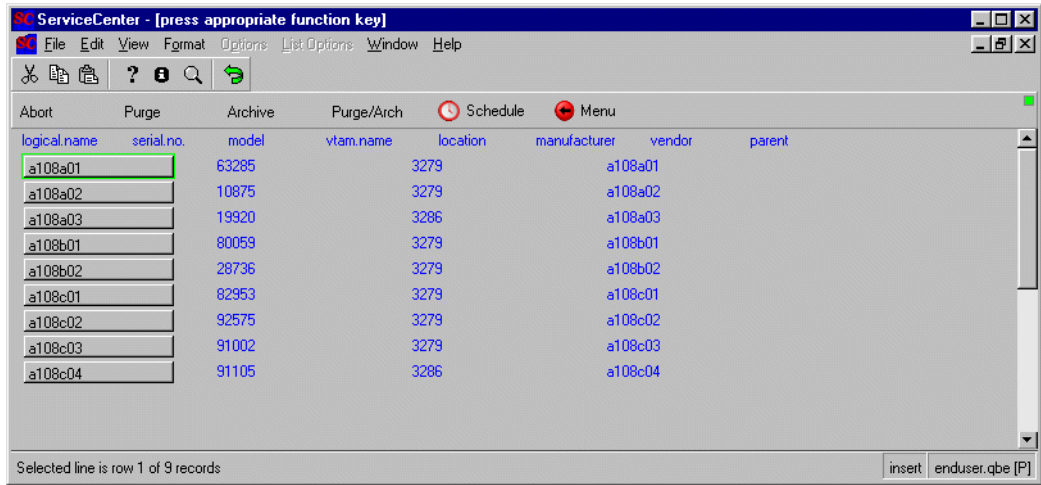 SC ServiceCenter - [press appropriate function key]
SC File Edit View Format Options List Options Window Help
Abort Purge Archive Purge/Arch Schedule Menu
logical.name serial.no. model vtam.name location manufacturer vendor parent
a108a01 63285 3279 a108a01
a108a02 10875 3279 a108a02
a108a03 19920 3286 a108a03
a108b01 80059 3279 a108b01
a108b02 28736 3279 a108b02
a108c01 82953 3279 a108c01
a108c02 92575 3279 a108c02
a108c03 91002 3279 a108c03
a108c04 91105 3286 a108c04
Selected line is row 1 of 9 records insert enduser.qbe [P]